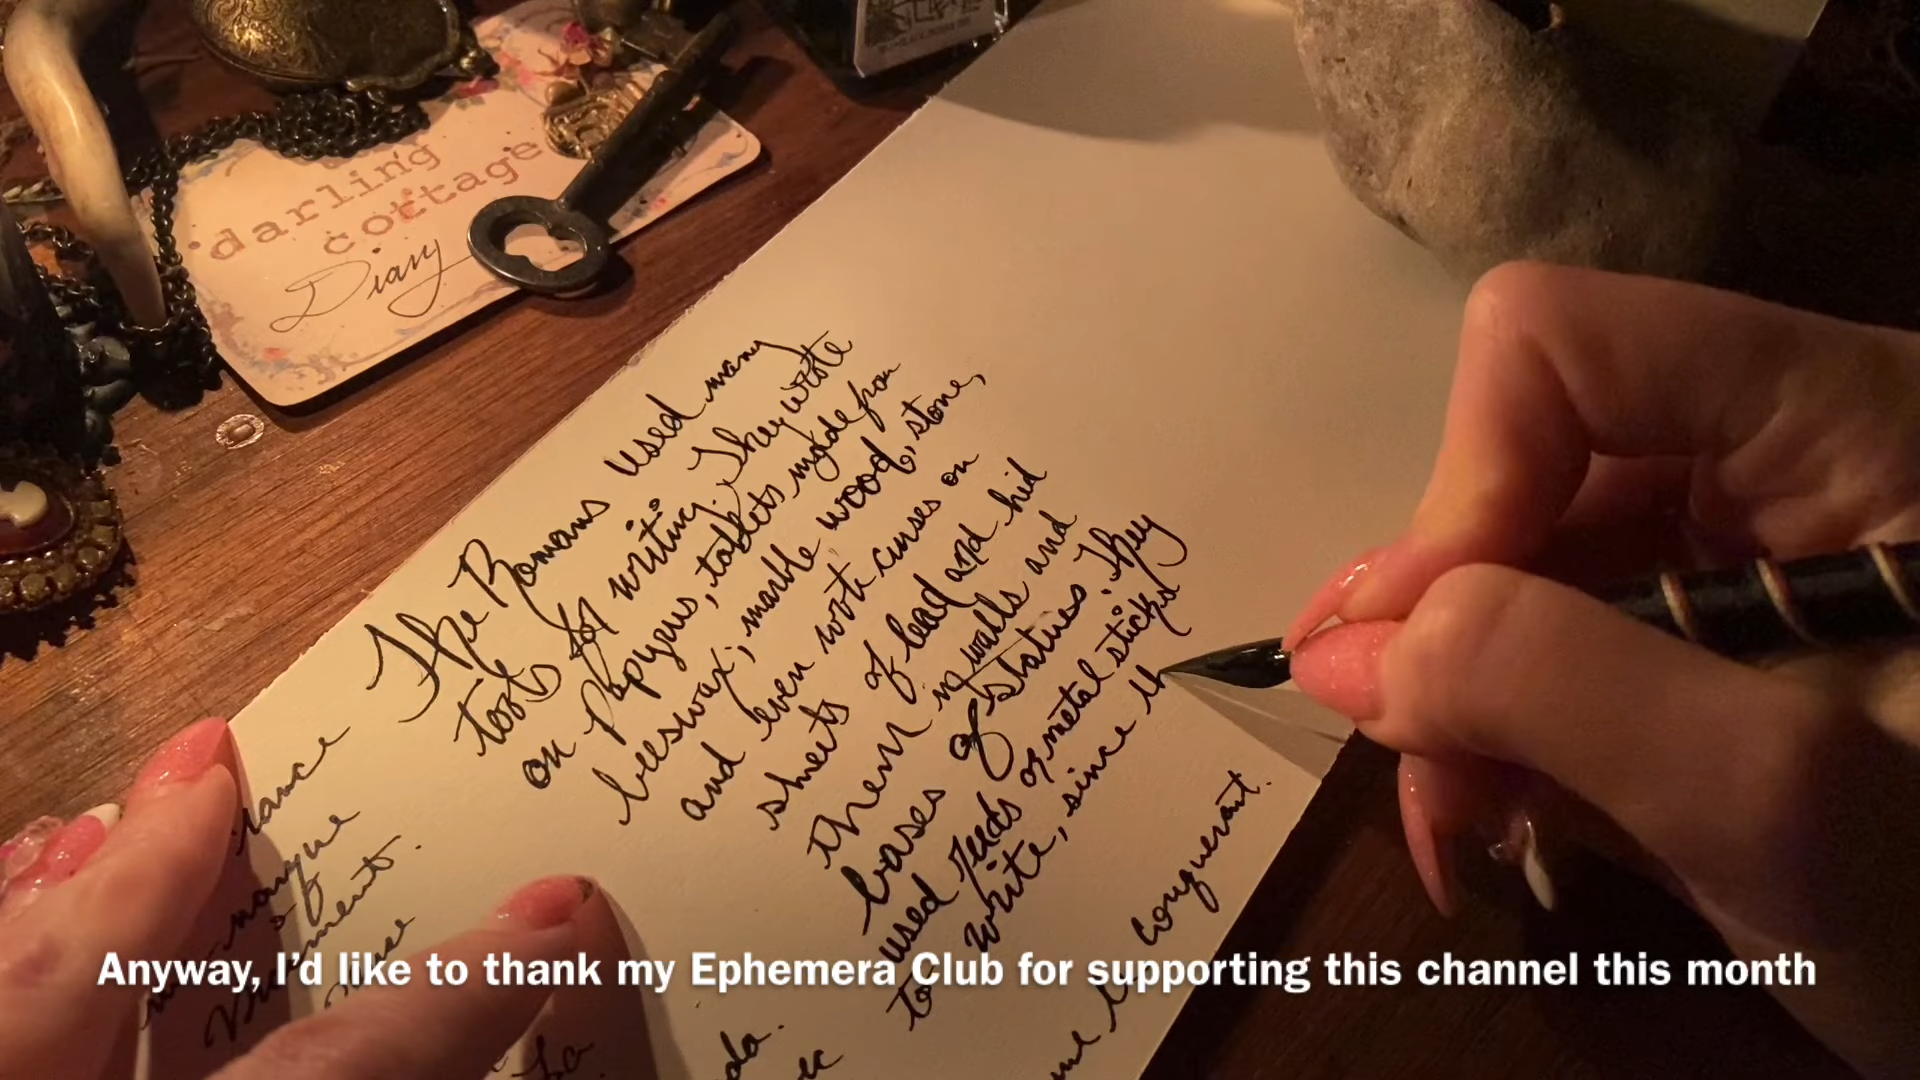 darling
cottage
Diary
The Romans used many
tools for writing. They wrote
on papyrus, tablets made from
beeswax; marble wood, stone,
and even wrote curses on
sheets of lead and hid
them in walls and
bases of statues. They
used reeds or metal sticks
to write, since th
conquerant.
Anyway, I'd like to thank my Ephemera Club for supporting this channel this month